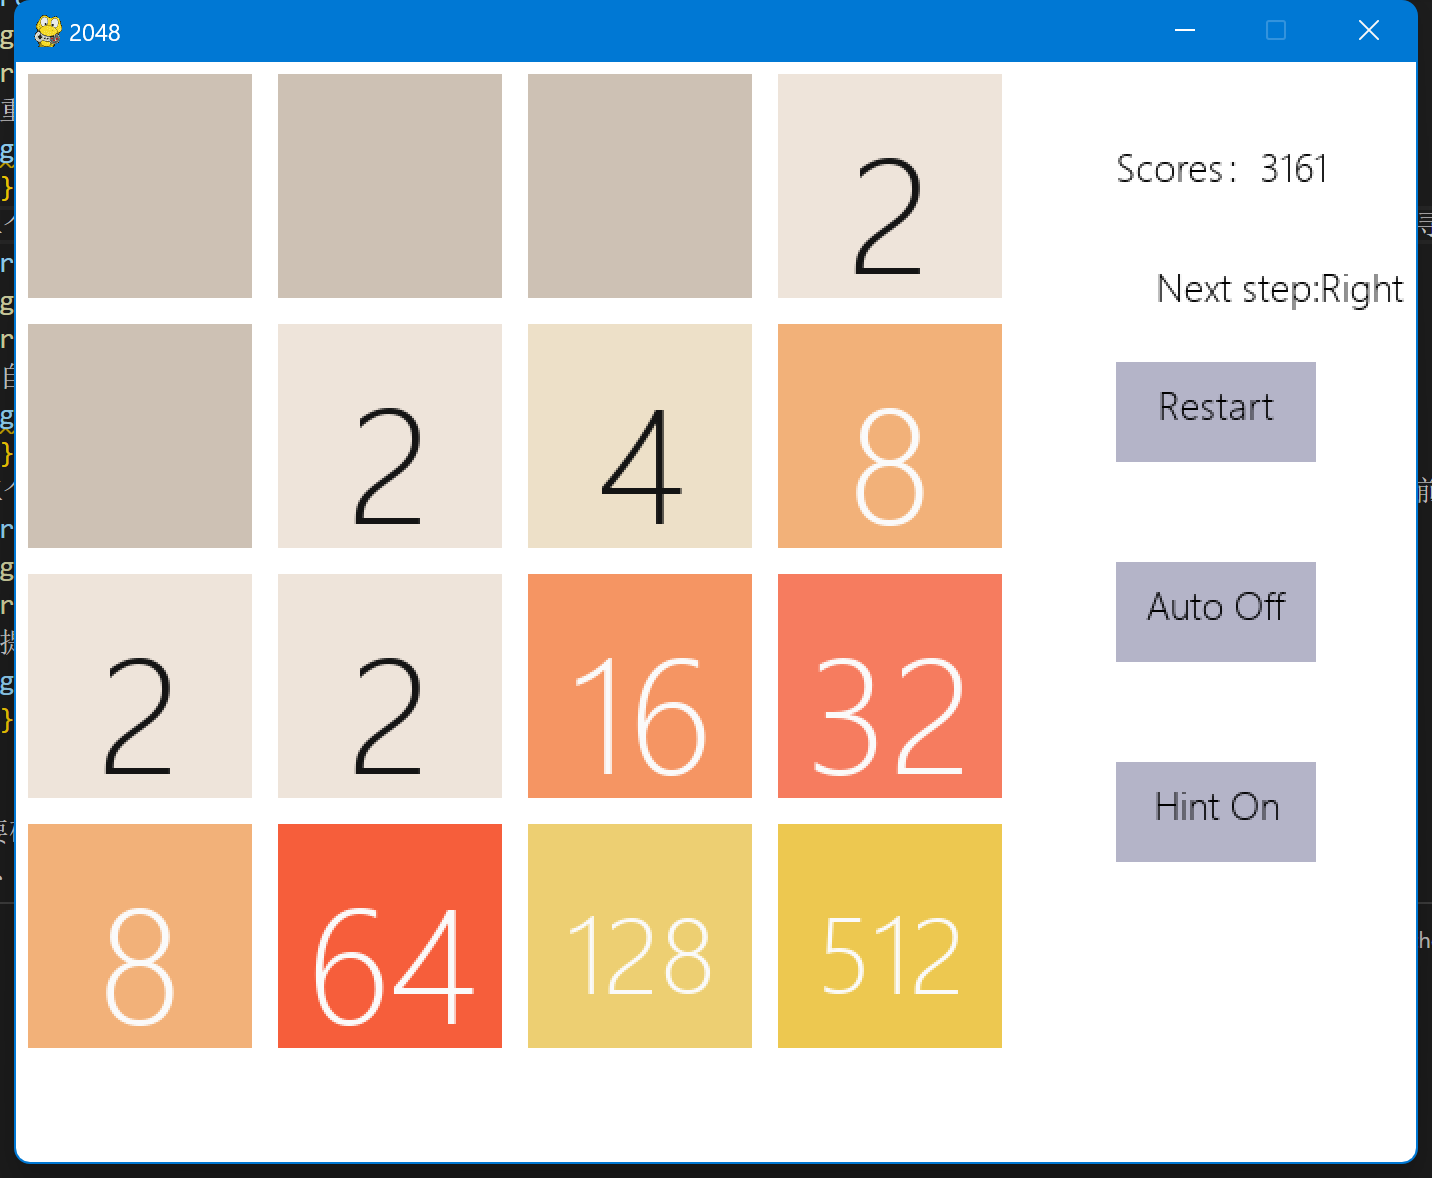 2048
2
Scores：3161
Next step:Right
2 4 8
Restart
2 2 16 32
Auto Off
8 64 128 512
Hint On